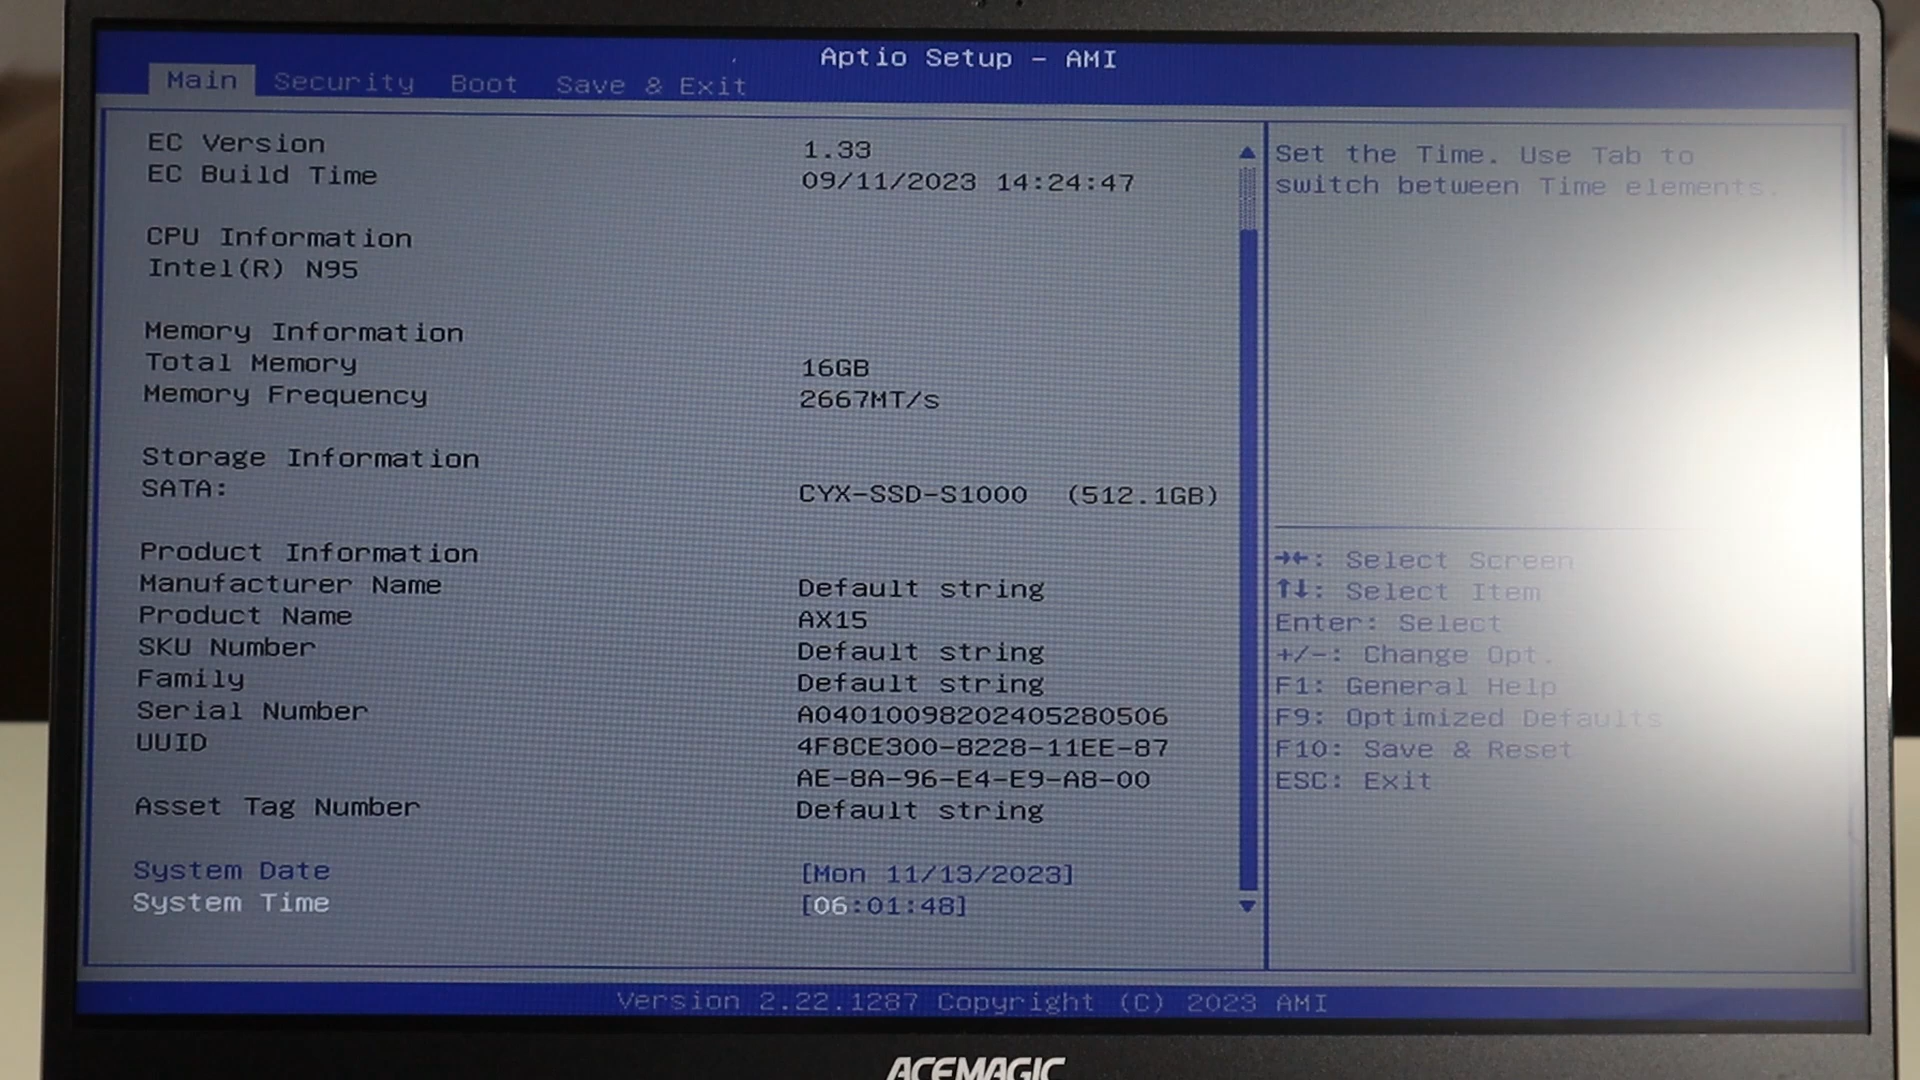 Aptio Setup - AMI
Main Security Boot Save & Exit
EC Version 1.33
EC Build Time 09/11/2023 14:24:47
CPU Information
Intel(R) N95
Memory Information
Total Memory 16GB
Memory Frequency 2667MT/s
Storage Information
SATA: CYX-SSD-S1000 (512.1GB)
Product Information
Manufacturer Name Default string
Product Name AX15
SKU Number Default string
Family Default string
Serial Number A04010098202405280506
UUID 4F8CE300-8228-11EE-87
AE-8A-96-E4-E9-A8-00
Asset Tag Number Default string
System Date [Mon 11/13/2023]
System Time [06:01:48]
Set the Time. Use Tab to
switch between Time elements.
→←: Select Screen
↑↓: Select Item
Enter: Select
+/-: Change Opt.
F1: General Help
F9: Optimized Defaults
F10: Save & Reset
ESC: Exit
Version 2.22.1287 Copyright (C) 2023 AMI
ACEMAGIC